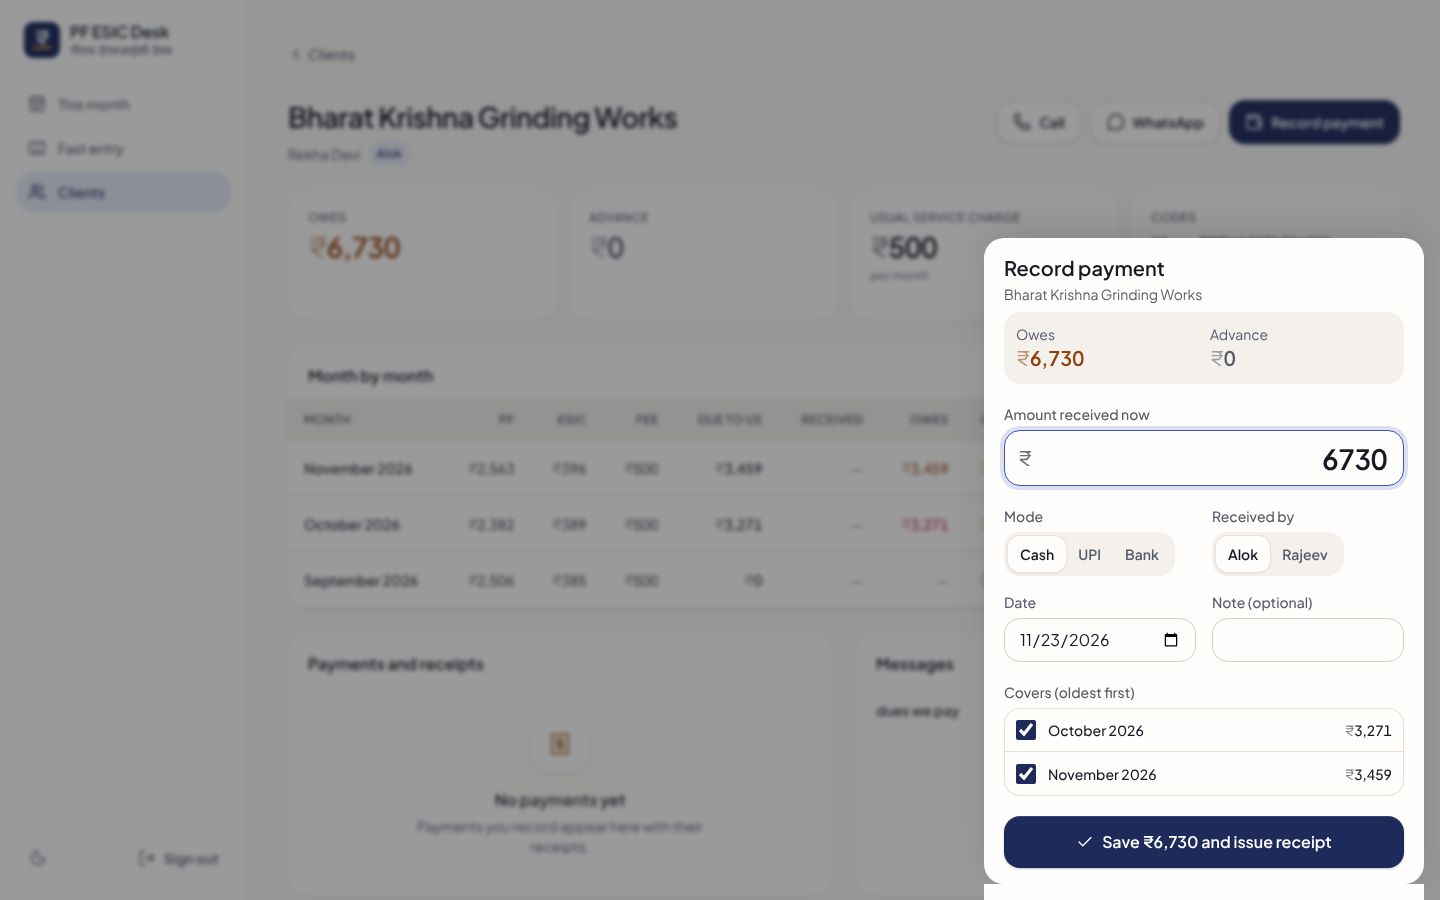 PF ESIC Desk
This month
Fast entry
Clients
Sign out
Clients
Bharat Krishna Grinding Works
Rekha Devi Alok
Call
WhatsApp
Record payment
OWES
₹6,730
ADVANCE
₹0
USUAL SERVICE CHARGE
₹500
per month
CODES
Month by month
MONTH PF ESIC FEE DUE TO US RECEIVED OWES
November 2026 ₹2,563 ₹396 ₹500 ₹3,459 — ₹3,459
October 2026 ₹2,382 ₹389 ₹500 ₹3,271 — ₹3,271
September 2026 ₹2,506 ₹385 ₹500 ₹0 — —
Payments and receipts
No payments yet
Payments you record appear here with their
receipts.
Messages
dues we pay
Record payment
Bharat Krishna Grinding Works
Owes Advance
₹6,730 ₹0
Amount received now
₹ 6730
Mode Received by
Cash UPI Bank Alok Rajeev
Date Note (optional)
11/23/2026
Covers (oldest first)
October 2026 ₹3,271
November 2026 ₹3,459
Save ₹6,730 and issue receipt